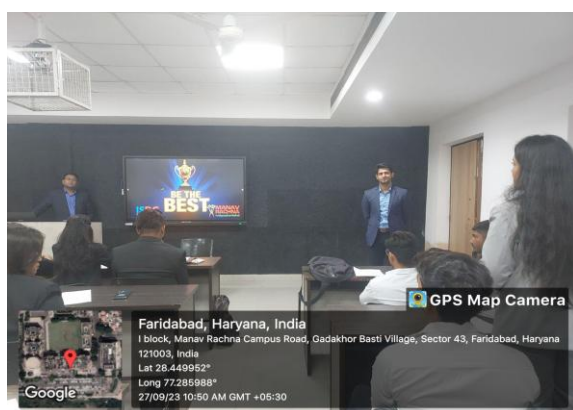 BE THE
BEST
MANAV
RACHNA
GPS Map Camera
Faridabad, Haryana, India
I block, Manav Rachna Campus Road, Gadakhor Basti Village, Sector 43, Faridabad, Haryana
121003, India
Lat 28.449952°
Long 77.285988°
27/09/23 10:50 AM GMT +05:30
Google